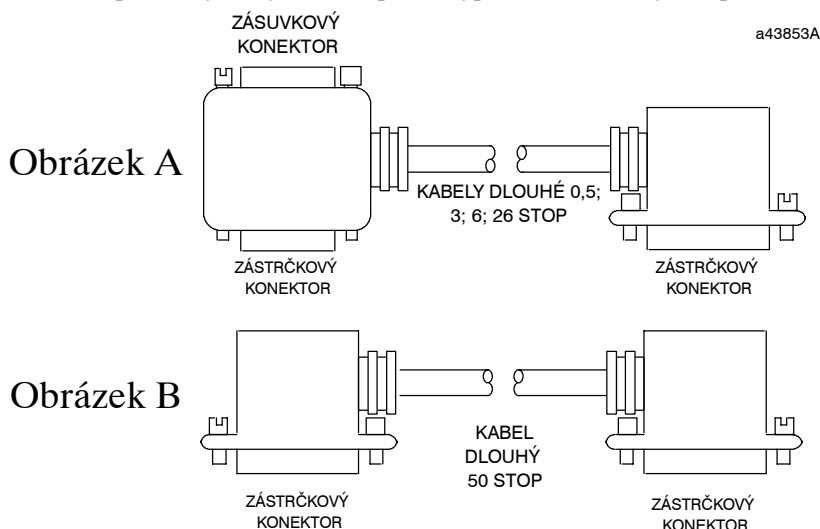 ZÁSUVKOVÝ
KONEKTOR
a43853A
Obrázek A
KABELY DLOUHÉ 0,5;
3; 6; 26 STOP
ZÁSTRČKOVÝ
KONEKTOR
ZÁSTRČKOVÝ
KONEKTOR
Obrázek B
KABEL
DLOUHÝ
50 STOP
ZÁSTRČKOVÝ
KONEKTOR
ZÁSTRČKOVÝ
KONEKTOR